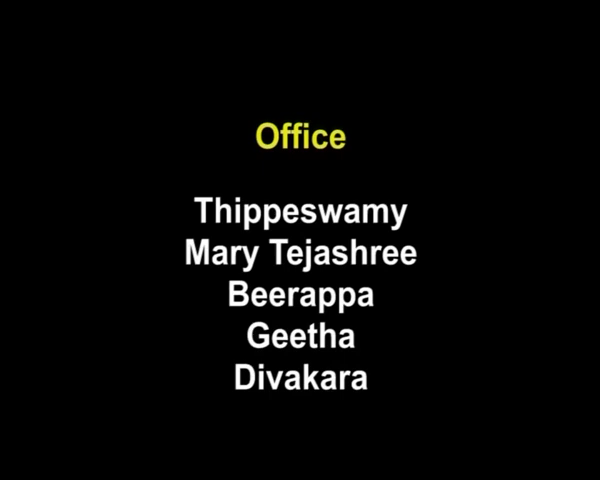 Office
Thippeswamy
Mary Tejashree
Beerappa
Geetha
Divakara